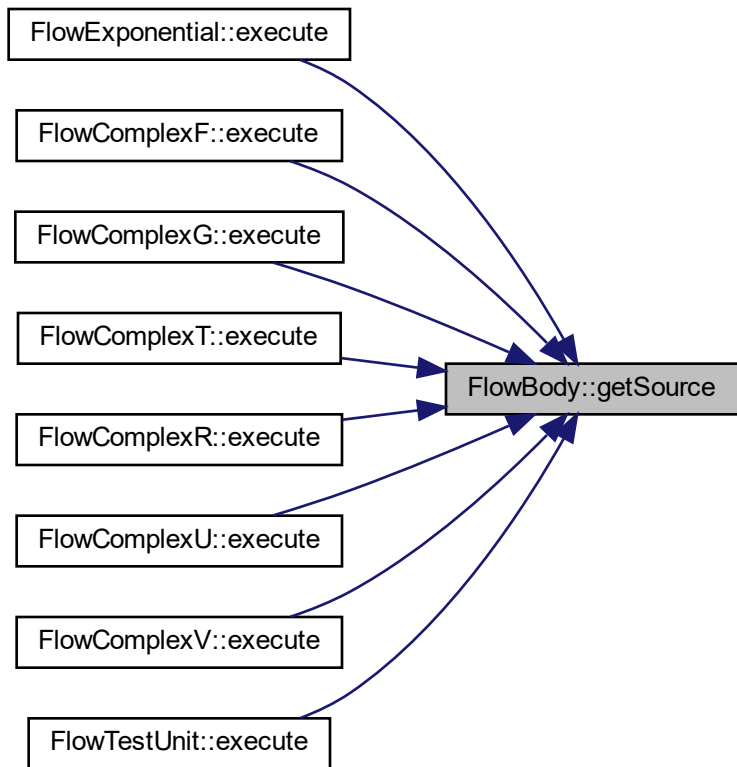 FlowExponential::execute
FlowComplexF::execute
FlowComplexG::execute
FlowComplexT::execute
FlowBody::getSource
FlowComplexR::execute
FlowComplexU::execute
FlowComplexV::execute
FlowTestUnit::execute